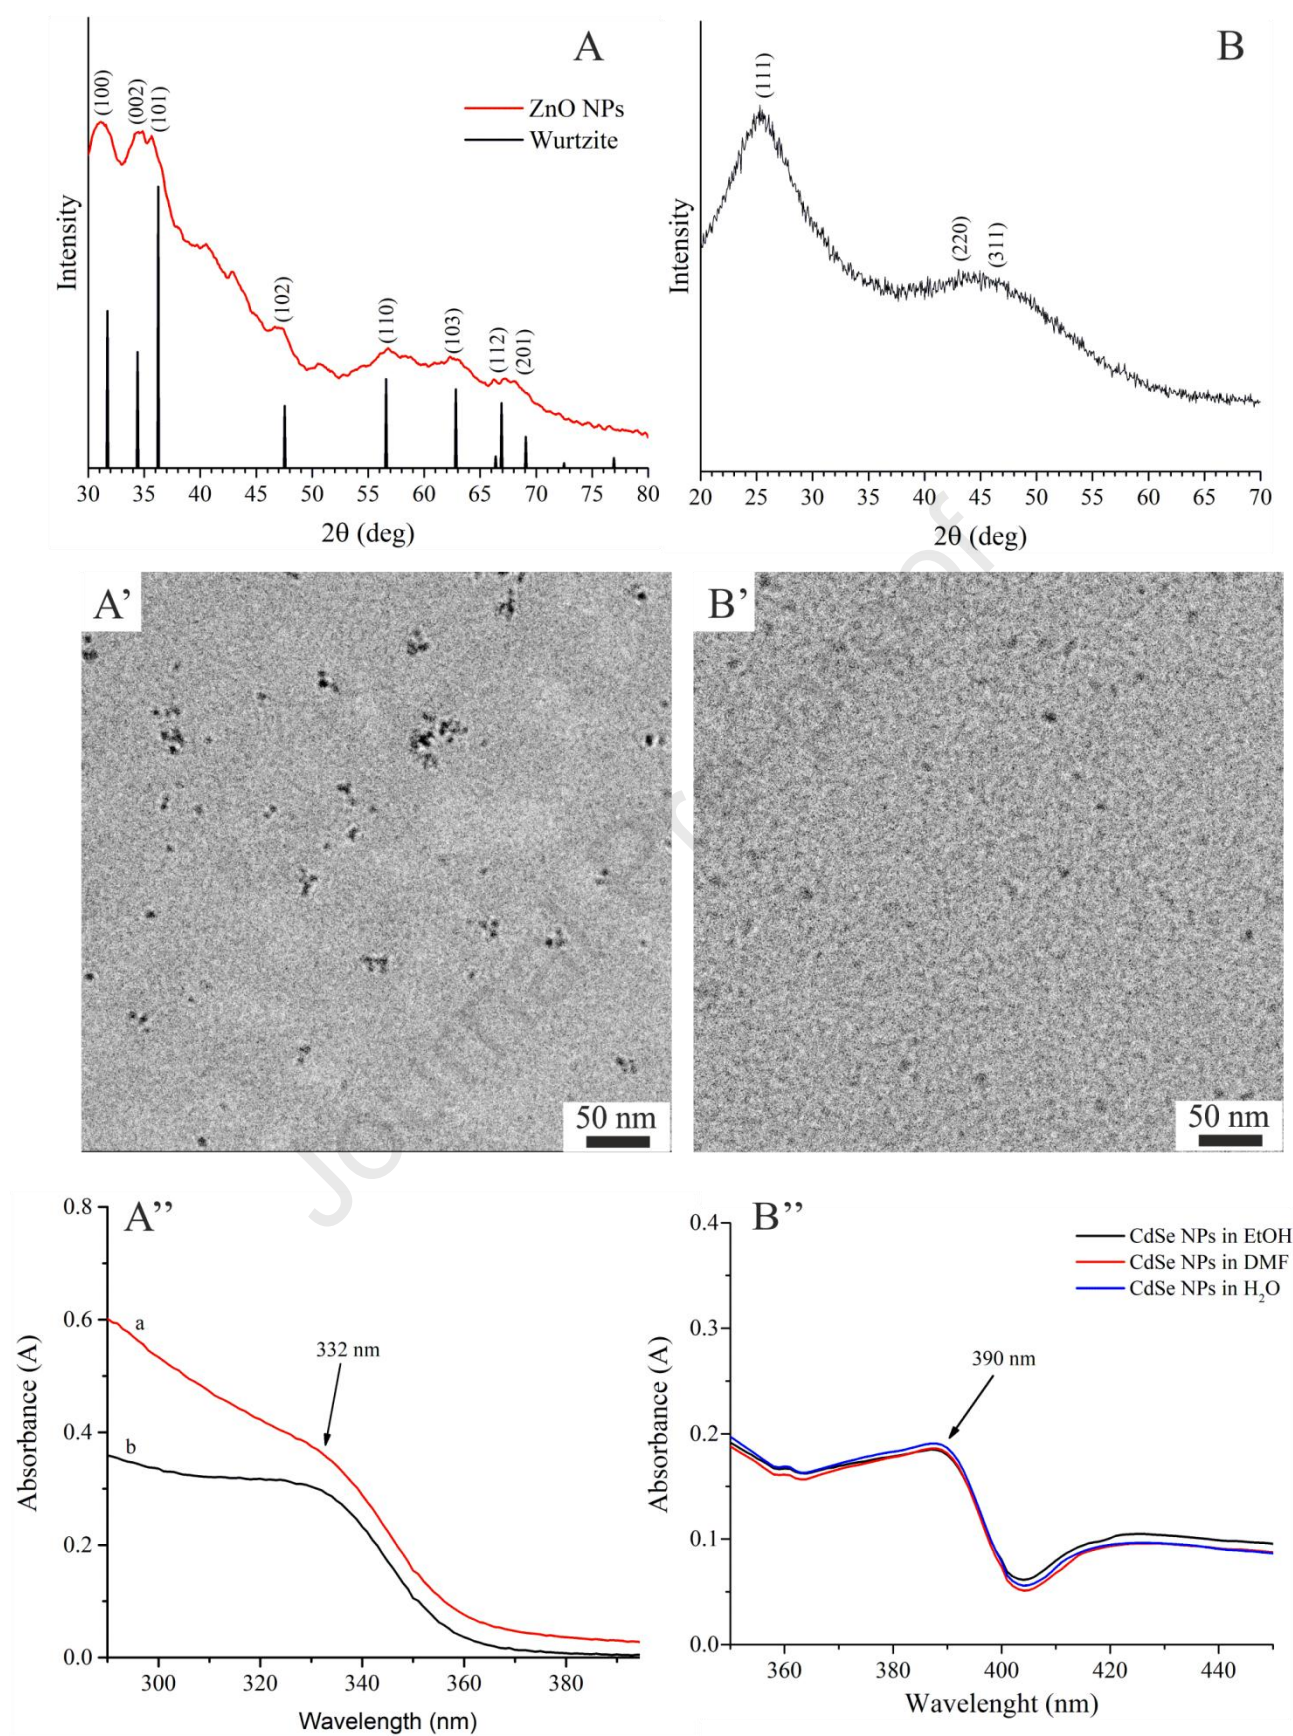 A
(100)
(002)
(101)
(102)
(110)
(103)
(112)
(201)
ZnO NPs
Wurtzite
Intensity
30 35 40 45 50 55 60 65 70 75 80
2θ (deg)
B
(111)
(220)
(311)
Intensity
20 25 30 35 40 45 50 55 60 65 70
2θ (deg)
A’
50 nm
B’
50 nm
A’’
a
b
332 nm
0.8
0.6
0.4
0.2
0.0
Absorbance (A)
300 320 340 360 380
Wavelength (nm)
B’’
CdSe NPs in EtOH
CdSe NPs in DMF
CdSe NPs in H₂O
390 nm
0.4
0.3
0.2
0.1
0.0
Absorbance (A)
360 380 400 420 440
Wavelenght (nm)